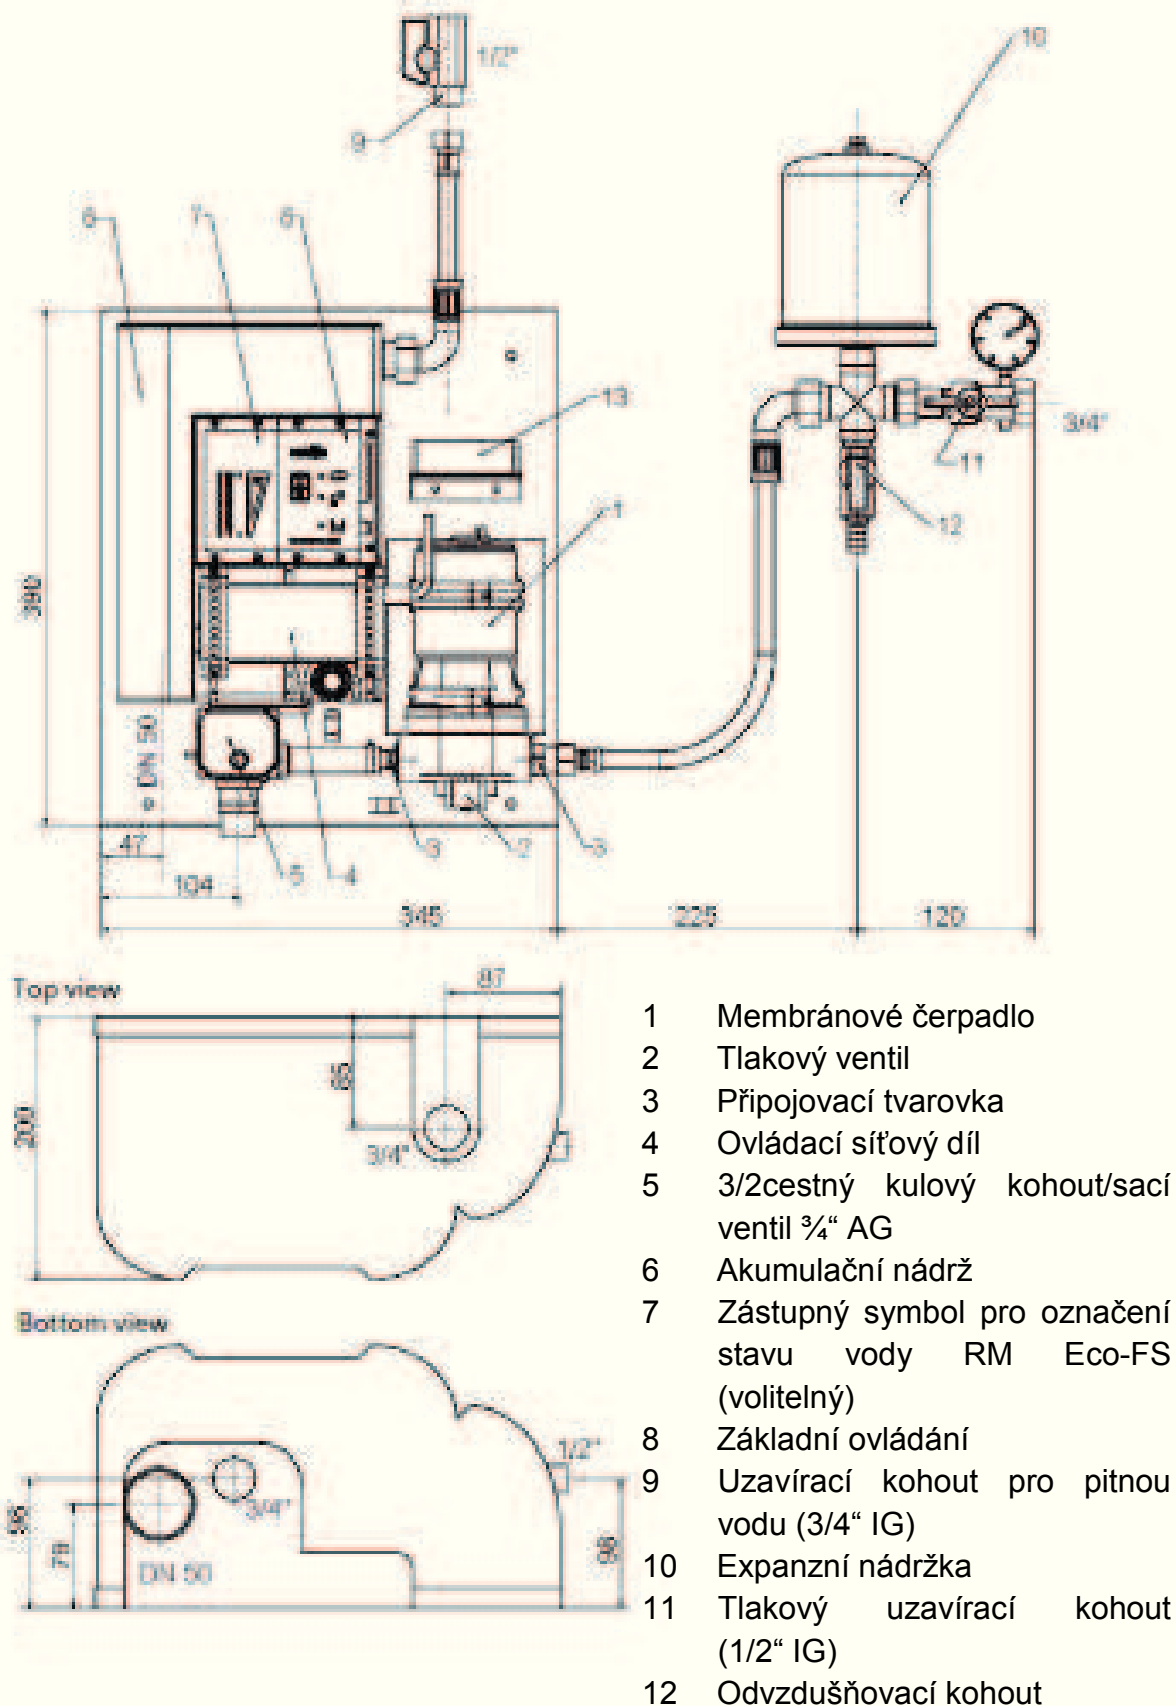 1/2"
10
9
7
13
3/4"
11
1
12
390
DN 50
47
3
2
3
104
5
4
345
225
120
Top view
87
200
3/4"
Bottom view
1/2"
3/4"
DN 50
79
1 Membránové čerpadlo
2 Tlakový ventil
3 Připojovací tvarovka
4 Ovládací síťový díl
5 3/2cestný kulový kohout/sací
ventil ¾“ AG
6 Akumulační nádrž
7 Zástupný symbol pro označení
stavu vody RM Eco-FS
(volitelný)
8 Základní ovládání
9 Uzavírací kohout pro pitnou
vodu (3/4“ IG)
10 Expanzní nádržka
11 Tlakový uzavírací kohout
(1/2“ IG)
12 Odvzdušňovací kohout